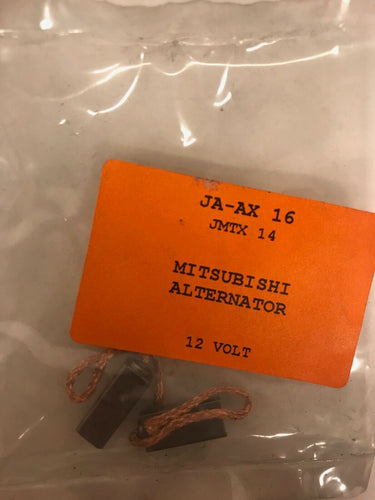 JA-AX 16
JMTX 14
MITSUBISHI
ALTERNATOR
12 VOLT